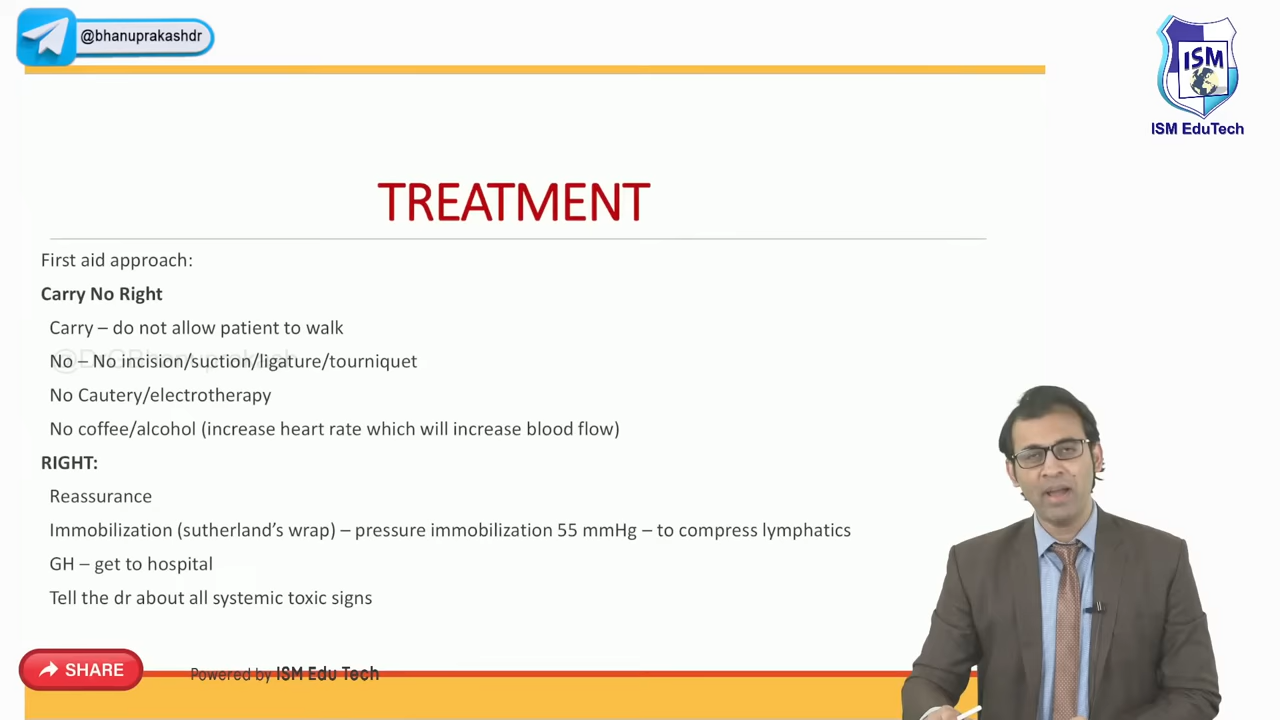 @bhanuprakashdr
ISM
ISM EduTech
TREATMENT
First aid approach:
Carry No Right
Carry – do not allow patient to walk
No – No incision/suction/ligature/tourniquet
No Cautery/electrotherapy
No coffee/alcohol (increase heart rate which will increase blood flow)
RIGHT:
Reassurance
Immobilization (sutherland’s wrap) – pressure immobilization 55 mmHg – to compress lymphatics
GH – get to hospital
Tell the dr about all systemic toxic signs
SHARE
Powered by ISM Edu Tech